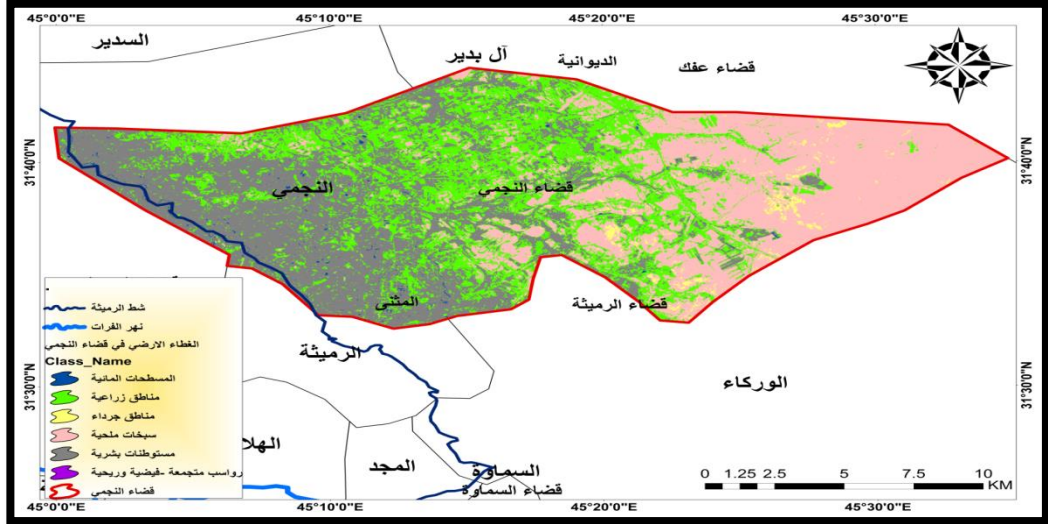 45°0'0"E 45°10'0"E 45°20'0"E 45°30'0"E
السدير
آل بدير
الديوانية
قضاء عفك
31°40'0"N 31°40'0"N
النجمي
قضاء النجمي
المثنى
قضاء الرميثة
الرميثة
الوركاء
31°30'0"N 31°30'0"N
شط الرميثة
نهر الفرات
الغطاء الارضي في قضاء النجمي
Class_Name
المسطحات المائية
مناطق زراعية
مناطق جرداء
سبخات ملحية
مستوطنات بشرية
رواسب متجمعة -فيضية وريحية
قضاء النجمي
الهلا
المجد
السماوة
قضاء السماوة
0 1.25 2.5 5 7.5 10
KM
45°0'0"E 45°10'0"E 45°20'0"E 45°30'0"E